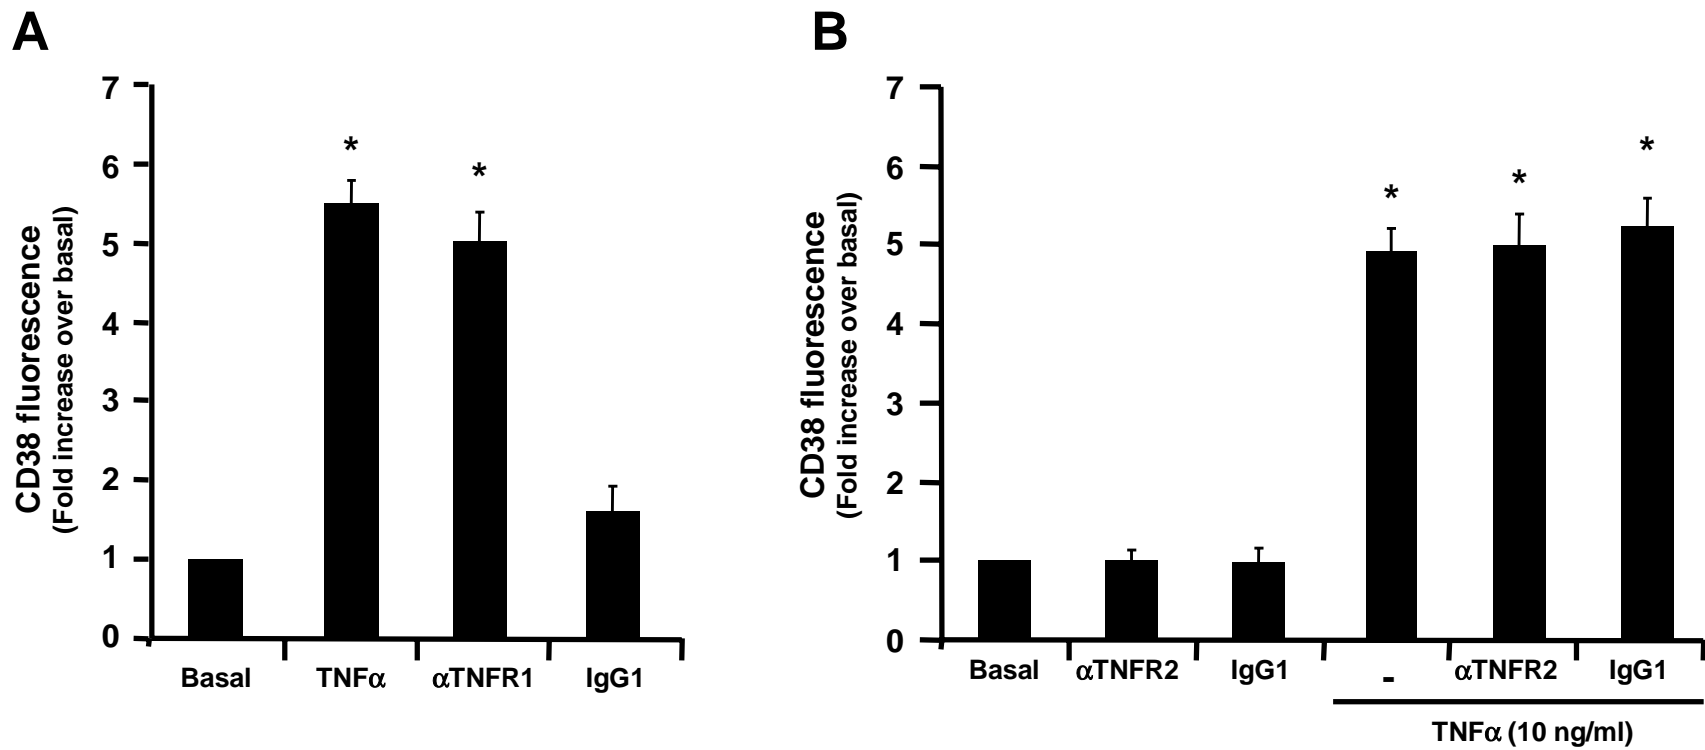 A
7
6
5
4
3
2
1
0
CD38 fluorescence
(Fold increase over basal)
*
*
Basal TNFα αTNFR1 IgG1
B
7
6
5
4
3
2
1
0
CD38 fluorescence
(Fold increase over basal)
*
*
*
Basal αTNFR2 IgG1 - αTNFR2 IgG1
TNFα (10 ng/ml)